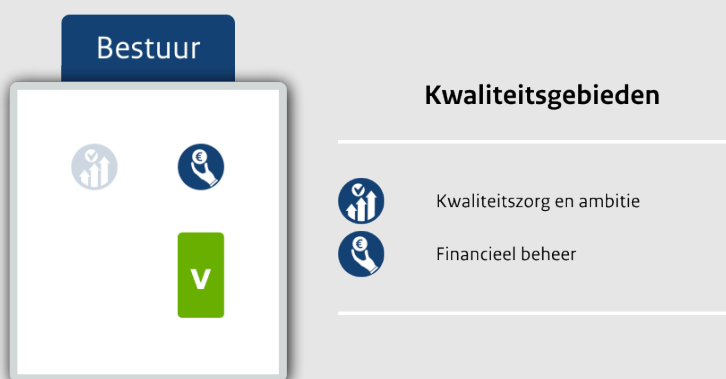 Bestuur
Kwaliteitsgebieden
€
€
Kwaliteitszorg en ambitie
€
Financieel beheer
V